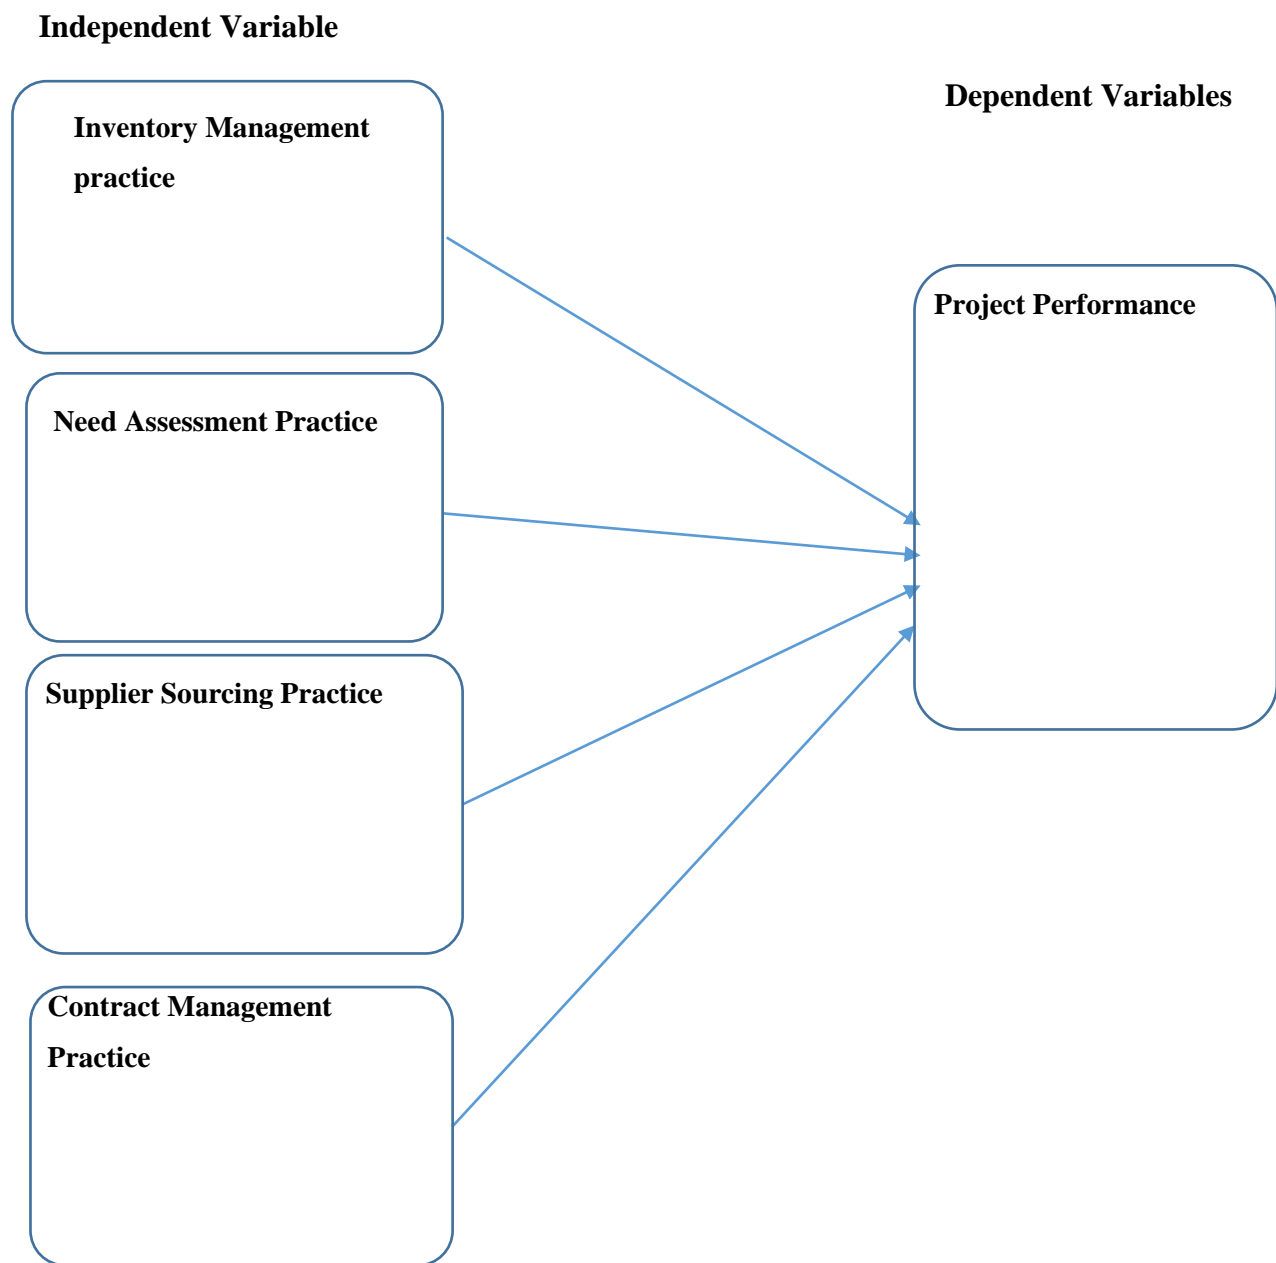 Independent Variable
Dependent Variables
Inventory Management
practice
Project Performance
Need Assessment Practice
Supplier Sourcing Practice
Contract Management
Practice